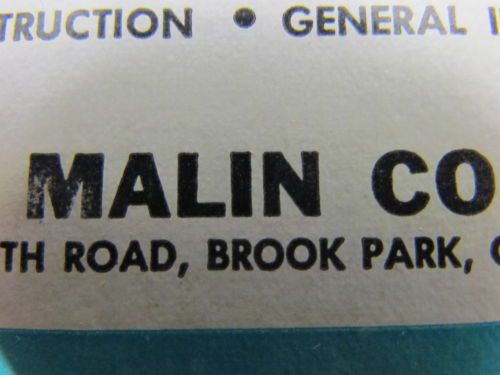 TRUCTION • GENERAL I
MALIN CO
TH ROAD, BROOK PARK,